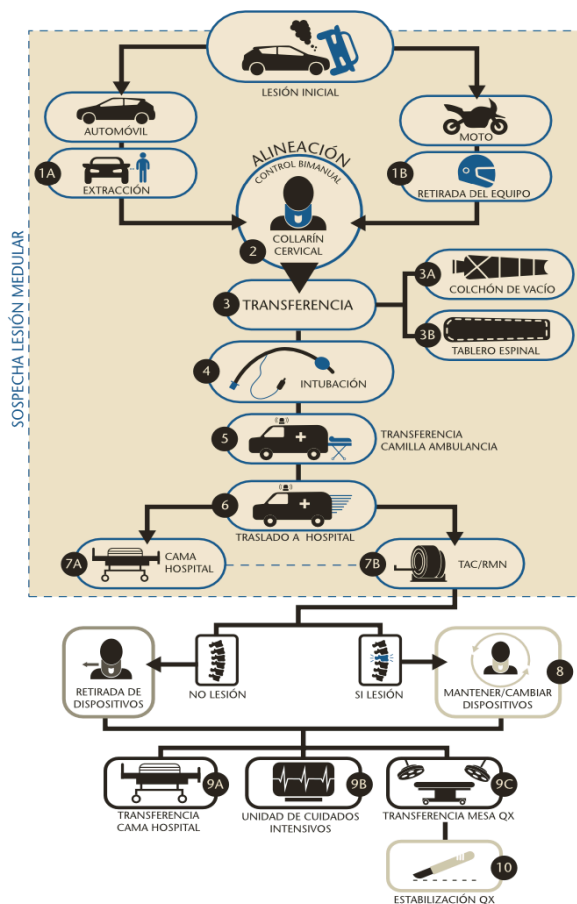 LESIÓN INICIAL
AUTOMÓVIL
MOTO
1A
EXTRACCIÓN
1B
RETIRADA DEL EQUIPO
ALINEACIÓN
CONTROL BIMANUAL
COLLARÍN
CERVICAL
2
SOSPECHA LESIÓN MEDULAR
3
TRANSFERENCIA
3A
COLCHÓN DE VACÍO
3B
TABLERO ESPINAL
4
INTUBACIÓN
5
TRANSFERENCIA
CAMILLA AMBULANCIA
6
TRASLADO A HOSPITAL
7A
CAMA
HOSPITAL
7B
TAC/RMN
RETIRADA DE
DISPOSITIVOS
NO LESIÓN
SI LESIÓN
8
MANTENER/CAMBIAR
DISPOSITIVOS
9A
TRANSFERENCIA
CAMA HOSPITAL
9B
UNIDAD DE CUIDADOS
INTENSIVOS
9C
TRANSFERENCIA MESA QX
10
ESTABILIZACIÓN QX